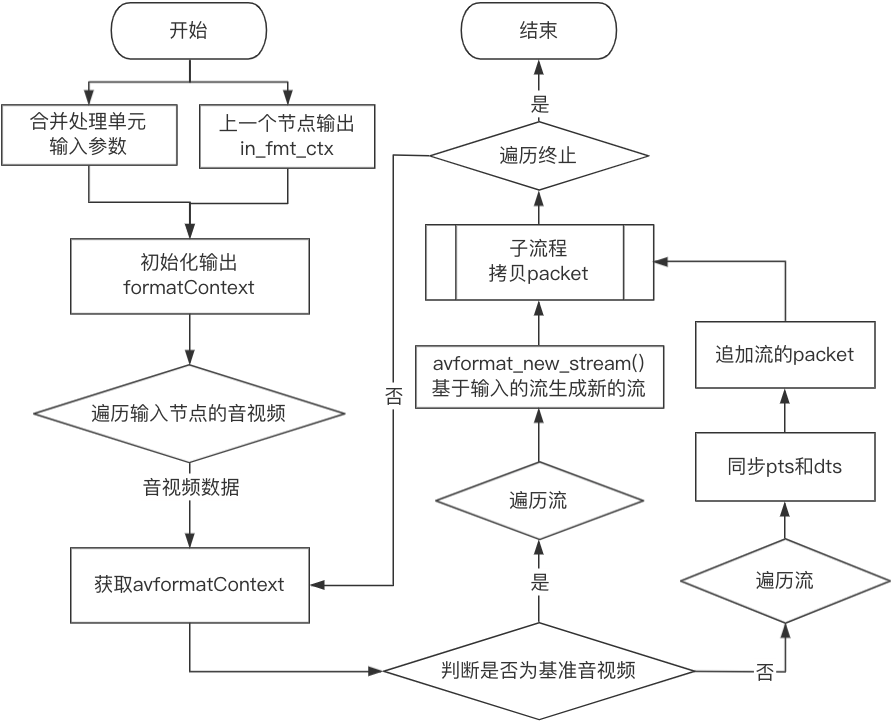 开始
合并处理单元
输入参数
上一个节点输出
in_fmt_ctx
初始化输出
formatContext
遍历输入节点的音视频
音视频数据
获取avformatContext
判断是否为基准音视频
是
遍历流
avformat_new_stream()
基于输入的流生成新的流
子流程
拷贝packet
遍历终止
是
结束
否
否
遍历流
同步pts和dts
追加流的packet